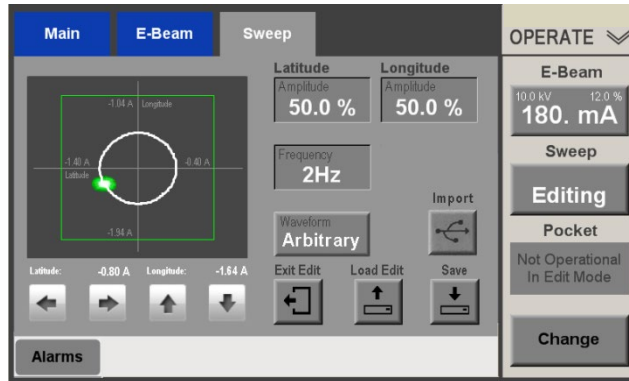 Main
E-Beam
Sweep
OPERATE
Latitude
Longitude
Amplitude
50.0 %
Amplitude
50.0 %
-1.04 A
Longitude
-1.40 A
Latitude
-0.40 A
-1.94 A
Frequency
2Hz
Waveform
Arbitrary
Import
Latitude:
-0.80 A
Longitude:
-1.64 A
Exit Edit
Load Edit
Save
Alarms
E-Beam
10.0 kV
12.0 %
180. mA
Sweep
Editing
Pocket
Not Operational
In Edit Mode
Change